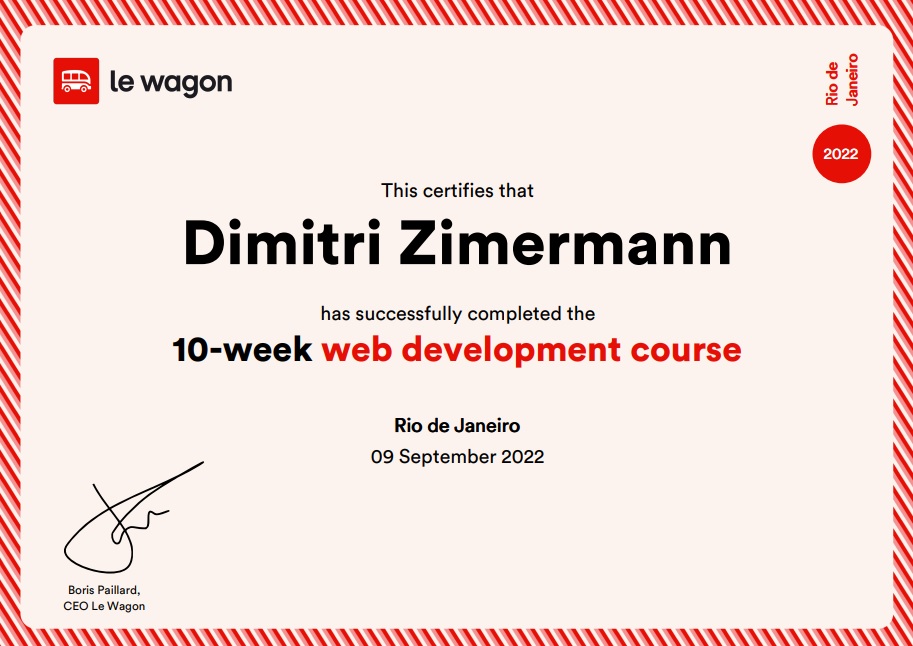 le wagon
Rio de
Janeiro
2022
This certifies that
Dimitri Zimermann
has successfully completed the
10-week web development course
Rio de Janeiro
09 September 2022
Boris Paillard,
CEO Le Wagon